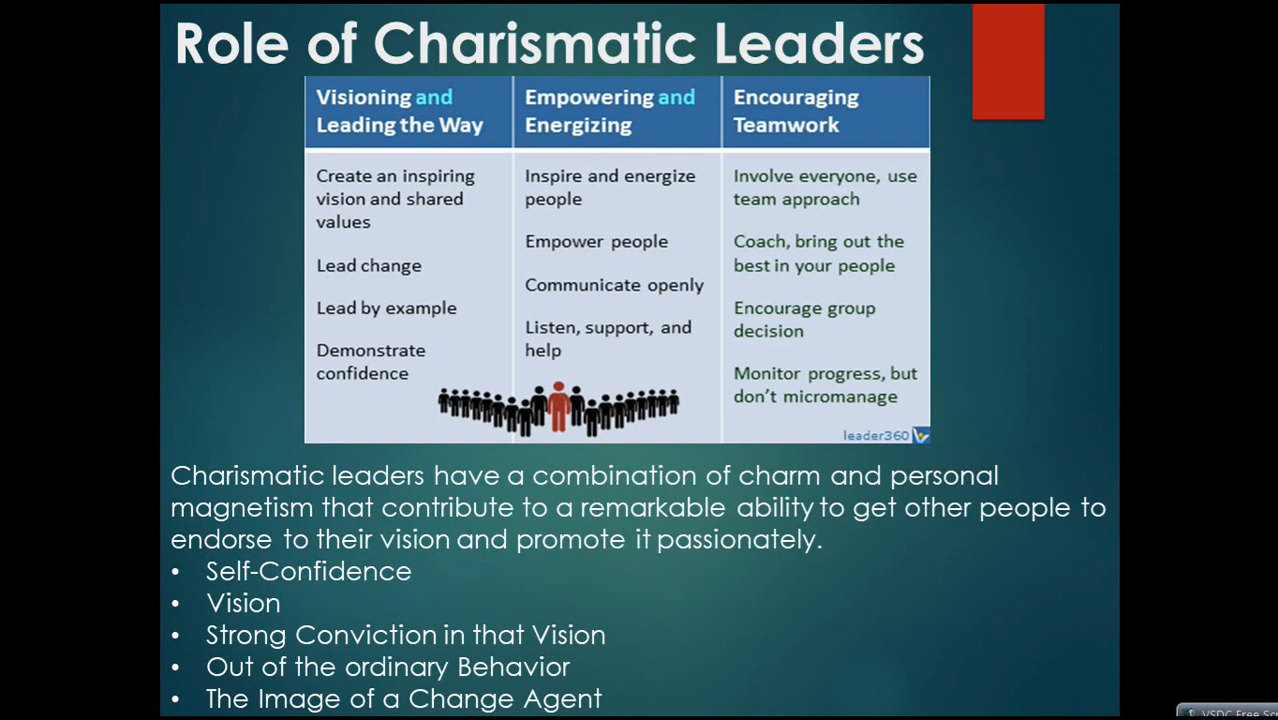 Role of Charismatic Leaders
Visioning and
Leading the Way
Create an inspiring
vision and shared
values
Lead change
Lead by example
Demonstrate
confidence
Empowering and
Energizing
Inspire and energize
people
Empower people
Communicate openly
Listen, support, and
help
Encouraging
Teamwork
Involve everyone, use
team approach
Coach, bring out the
best in your people
Encourage group
decision
Monitor progress, but
don't micromanage
leader360
Charismatic leaders have a combination of charm and personal
magnetism that contribute to a remarkable ability to get other people to
endorse to their vision and promote it passionately.
• Self-Confidence
• Vision
• Strong Conviction in that Vision
• Out of the ordinary Behavior
• The Image of a Change Agent
VSDC Free